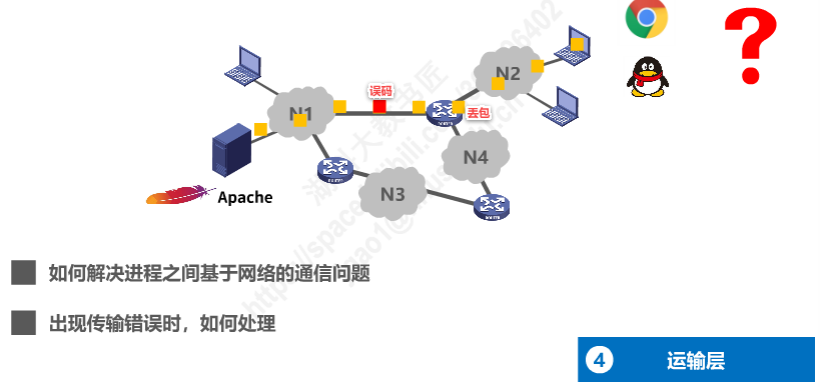 ?
N2
误码
N1
丢包
N4
Apache
N3
如何解决进程之间基于网络的通信问题
出现传输错误时，如何处理
4 运输层